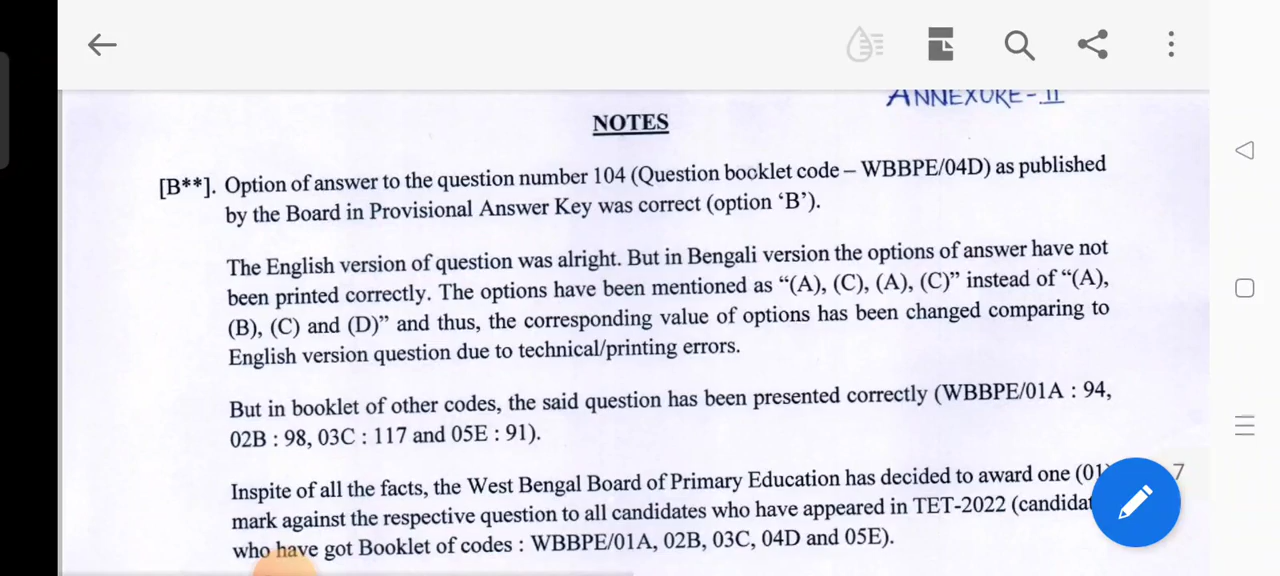 ANNEXURE-II
NOTES
[B**]. Option of answer to the question number 104 (Question booklet code – WBBPE/04D) as published
by the Board in Provisional Answer Key was correct (option ‘B’).
The English version of question was alright. But in Bengali version the options of answer have not
been printed correctly. The options have been mentioned as “(A), (C), (A), (C)” instead of “(A),
(B), (C) and (D)” and thus, the corresponding value of options has been changed comparing to
English version question due to technical/printing errors.
But in booklet of other codes, the said question has been presented correctly (WBBPE/01A : 94,
02B : 98, 03C : 117 and 05E : 91).
Inspite of all the facts, the West Bengal Board of Primary Education has decided to award one (01)
7
mark against the respective question to all candidates who have appeared in TET-2022 (candidat
who have got Booklet of codes : WBBPE/01A, 02B, 03C, 04D and 05E).